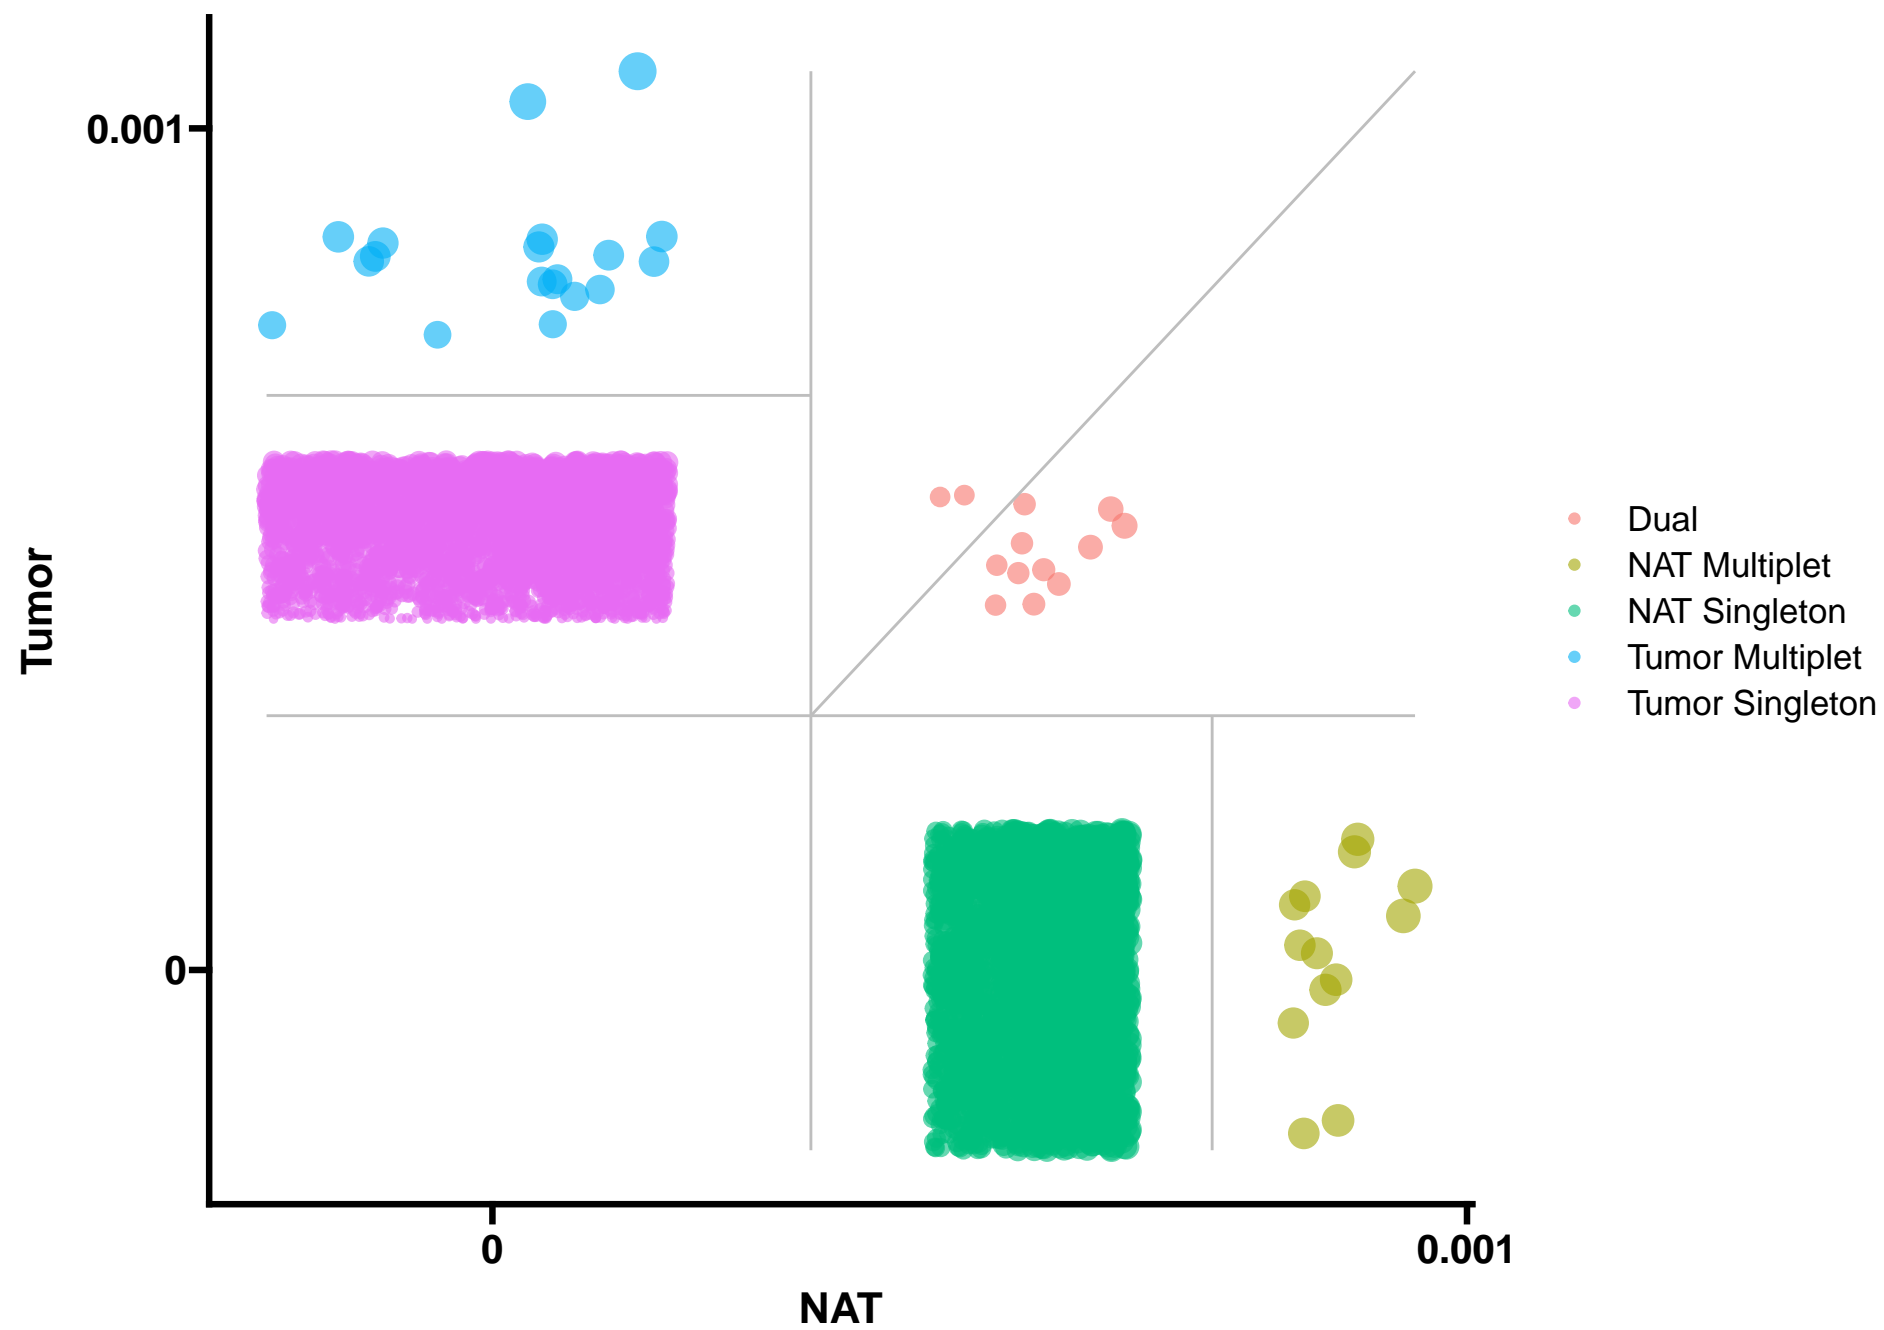 0.001
0
Tumor
0
0.001
NAT
Dual
NAT Multiplet
NAT Singleton
Tumor Multiplet
Tumor Singleton